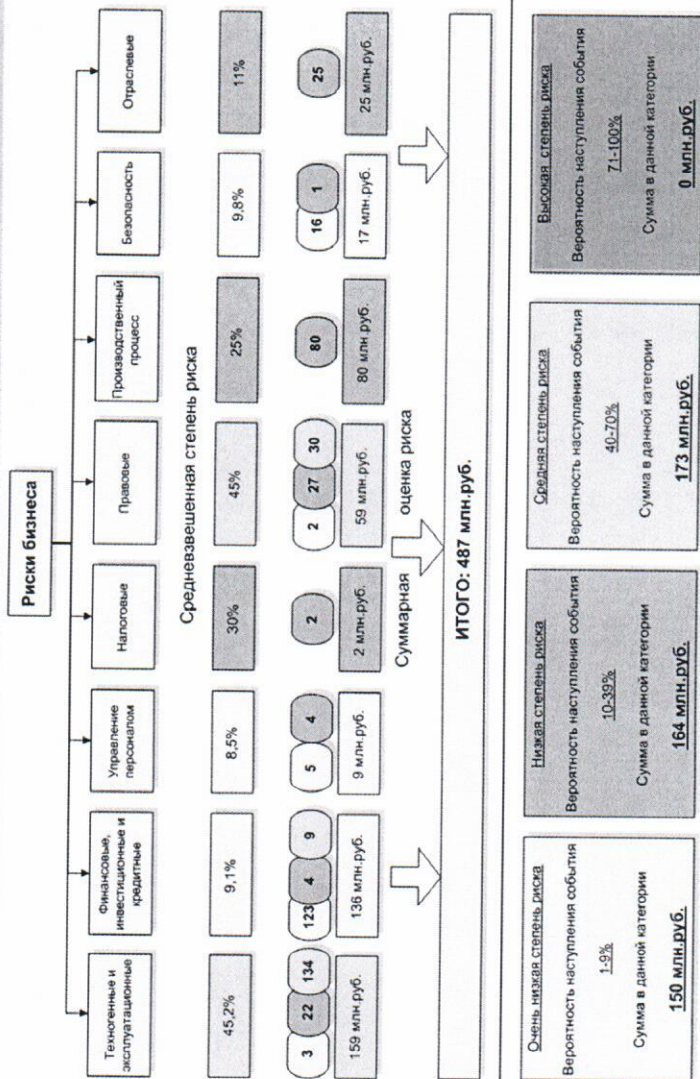 Риски бизнеса
Техногенные и
эксплуатационные
Финансовые,
инвестиционные и
кредитные
Управление
персоналом
Налоговые
Правовые
Производственный
процесс
Безопасность
Отраслевые
Средневзвешенная степень риска
45,2%
9,1%
8,5%
30%
45%
25%
9,8%
11%
3 22 134
123 4 9
5 4
2
2 27 30
80
16 1
25
159 млн.руб.
136 млн.руб.
9 млн.руб.
2 млн.руб.
59 млн.руб.
80 млн.руб.
17 млн.руб.
25 млн.руб.
Суммарная оценка риска
ИТОГО: 487 млн.руб.
Очень низкая степень риска
Вероятность наступления события
1-9%
Сумма в данной категории
150 млн.руб.
Низкая степень риска
Вероятность наступления события
10-39%
Сумма в данной категории
164 млн.руб.
Средняя степень риска
Вероятность наступления события
40-70%
Сумма в данной категории
173 млн.руб.
Высокая степень риска
Вероятность наступления события
71-100%
Сумма в данной категории
0 млн.руб.